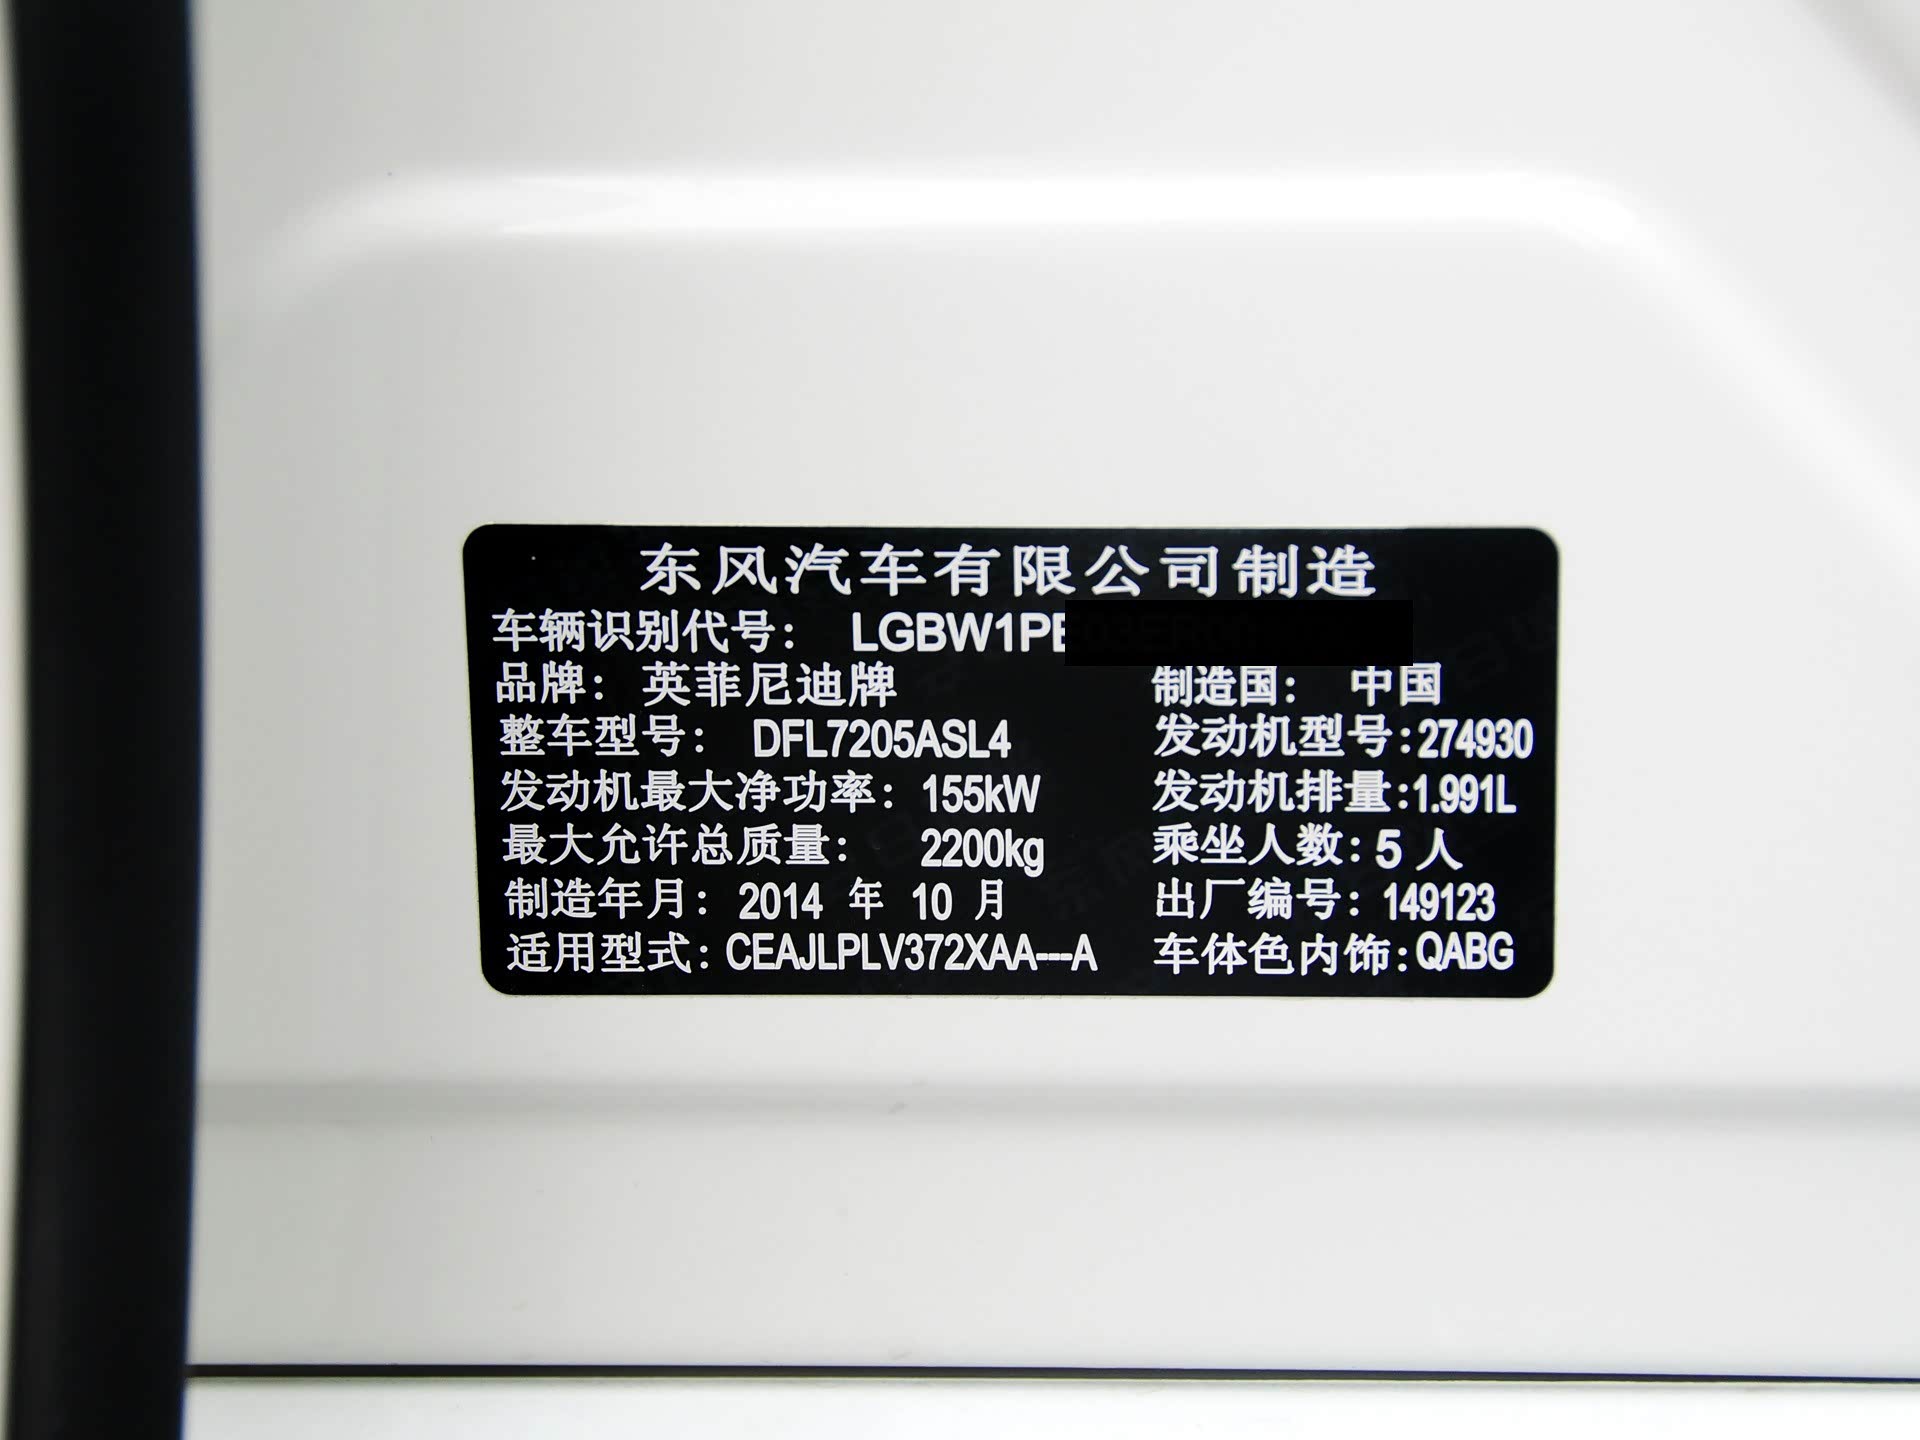 东风汽车有限公司制造
车辆识别代号： LGBW1PE
品牌： 英菲尼迪牌 制造国： 中国
整车型号： DFL7205ASL4 发动机型号：274930
发动机最大净功率： 155kW 发动机排量：1.991L
最大允许总质量： 2200kg 乘坐人数：5 人
制造年月： 2014 年 10 月 出厂编号： 149123
适用型式：CEAJLPLV372XAA---A 车体色内饰：QABG